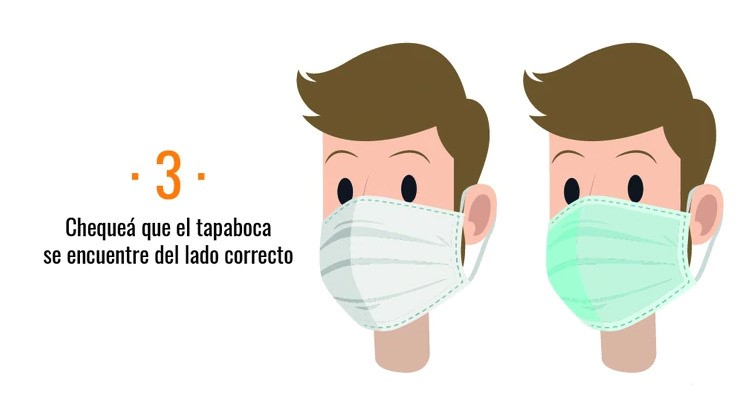 · 3 ·
Chequeá que el tapaboca
se encuentre del lado correcto